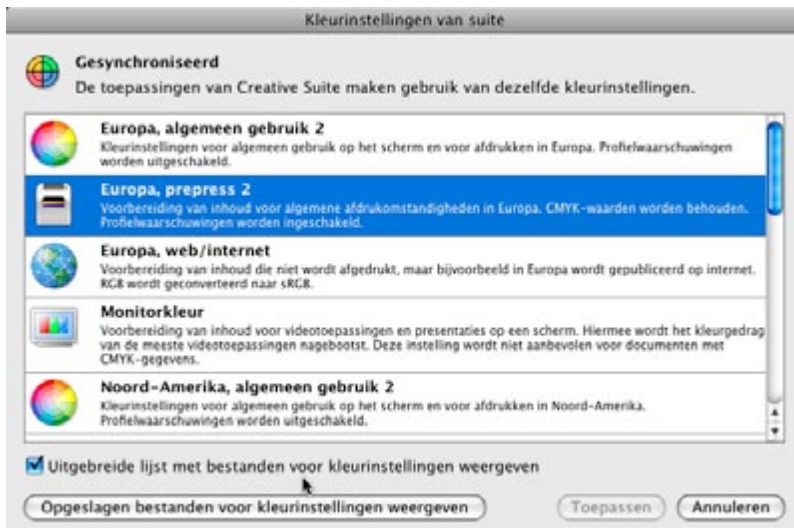 Kleurinstellingen van suite
Gesynchroniseerd
De toepassingen van Creative Suite maken gebruik van dezelfde kleurinstellingen.
Europa, algemeen gebruik 2
Kleurinstellingen voor algemeen gebruik op het scherm en voor afdrukken in Europa. Profielwaarschuwingen
worden uitgeschakeld.
Europa, prepress 2
Voorbereiding van inhoud voor algemene afdrukomstandigheden in Europa. CMYK-waarden worden behouden.
Profielwaarschuwingen worden ingeschakeld.
Europa, web/internet
Voorbereiding van inhoud die niet wordt afgedrukt, maar bijvoorbeeld in Europa wordt gepubliceerd op internet.
RGB wordt geconverteerd naar sRGB.
Monitorkleur
Voorbereiding van inhoud voor videotoepassingen en presentaties op een scherm. Hiermee wordt het kleurgedrag
van de meeste videotoepassingen nagebootst. Deze instelling wordt niet aanbevolen voor documenten met
CMYK-gegevens.
Noord-Amerika, algemeen gebruik 2
Kleurinstellingen voor algemeen gebruik op het scherm en voor afdrukken in Noord-Amerika.
Profielwaarschuwingen worden uitgeschakeld.
Uitgebreide lijst met bestanden voor kleurinstellingen weergeven
Opgeslagen bestanden voor kleurinstellingen weergeven
Toepassen
Annuleren